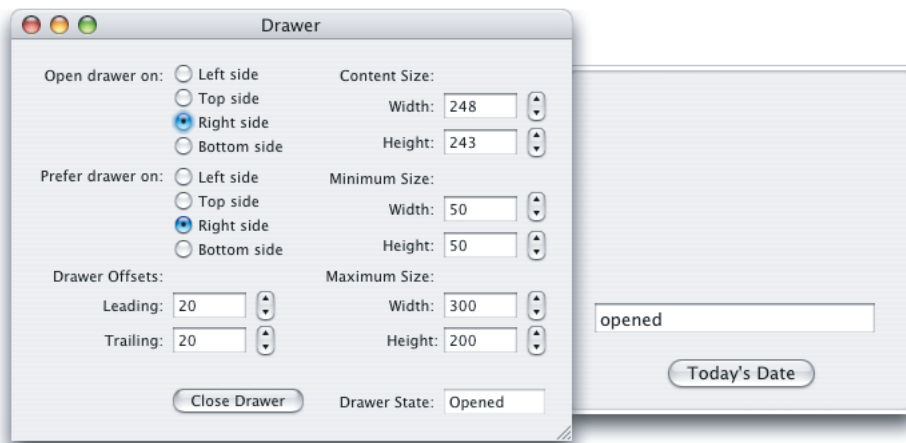 Drawer
Open drawer on: Left side
Top side
Right side
Bottom side
Prefer drawer on: Left side
Top side
Right side
Bottom side
Drawer Offsets:
Leading: 20
Trailing: 20
Close Drawer
Content Size:
Width: 248
Height: 243
Minimum Size:
Width: 50
Height: 50
Maximum Size:
Width: 300
Height: 200
Drawer State: Opened
opened
Today's Date